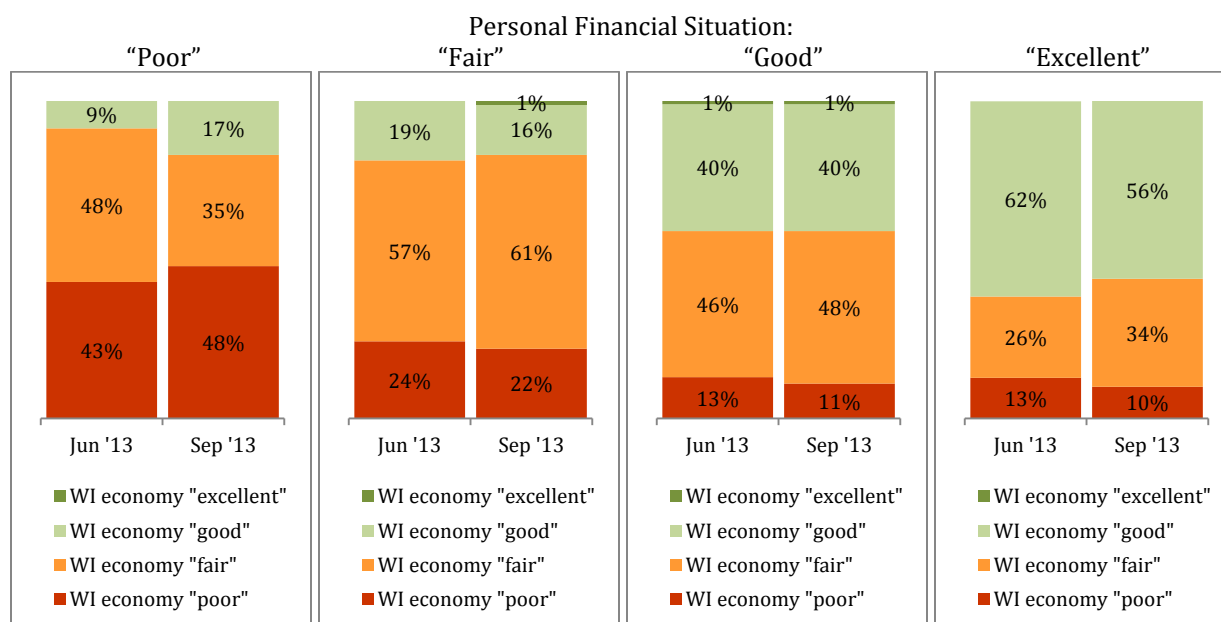 Personal Financial Situation:
“Poor”
9%
17%
48%
35%
43%
48%
Jun '13
Sep '13
WI economy "excellent"
WI economy "good"
WI economy "fair"
WI economy "poor"
“Fair”
1%
19%
16%
57%
61%
24%
22%
Jun '13
Sep '13
WI economy "excellent"
WI economy "good"
WI economy "fair"
WI economy "poor"
“Good”
1%
1%
40%
40%
46%
48%
13%
11%
Jun '13
Sep '13
WI economy "excellent"
WI economy "good"
WI economy "fair"
WI economy "poor"
“Excellent”
62%
56%
26%
34%
13%
10%
Jun '13
Sep '13
WI economy "excellent"
WI economy "good"
WI economy "fair"
WI economy "poor"